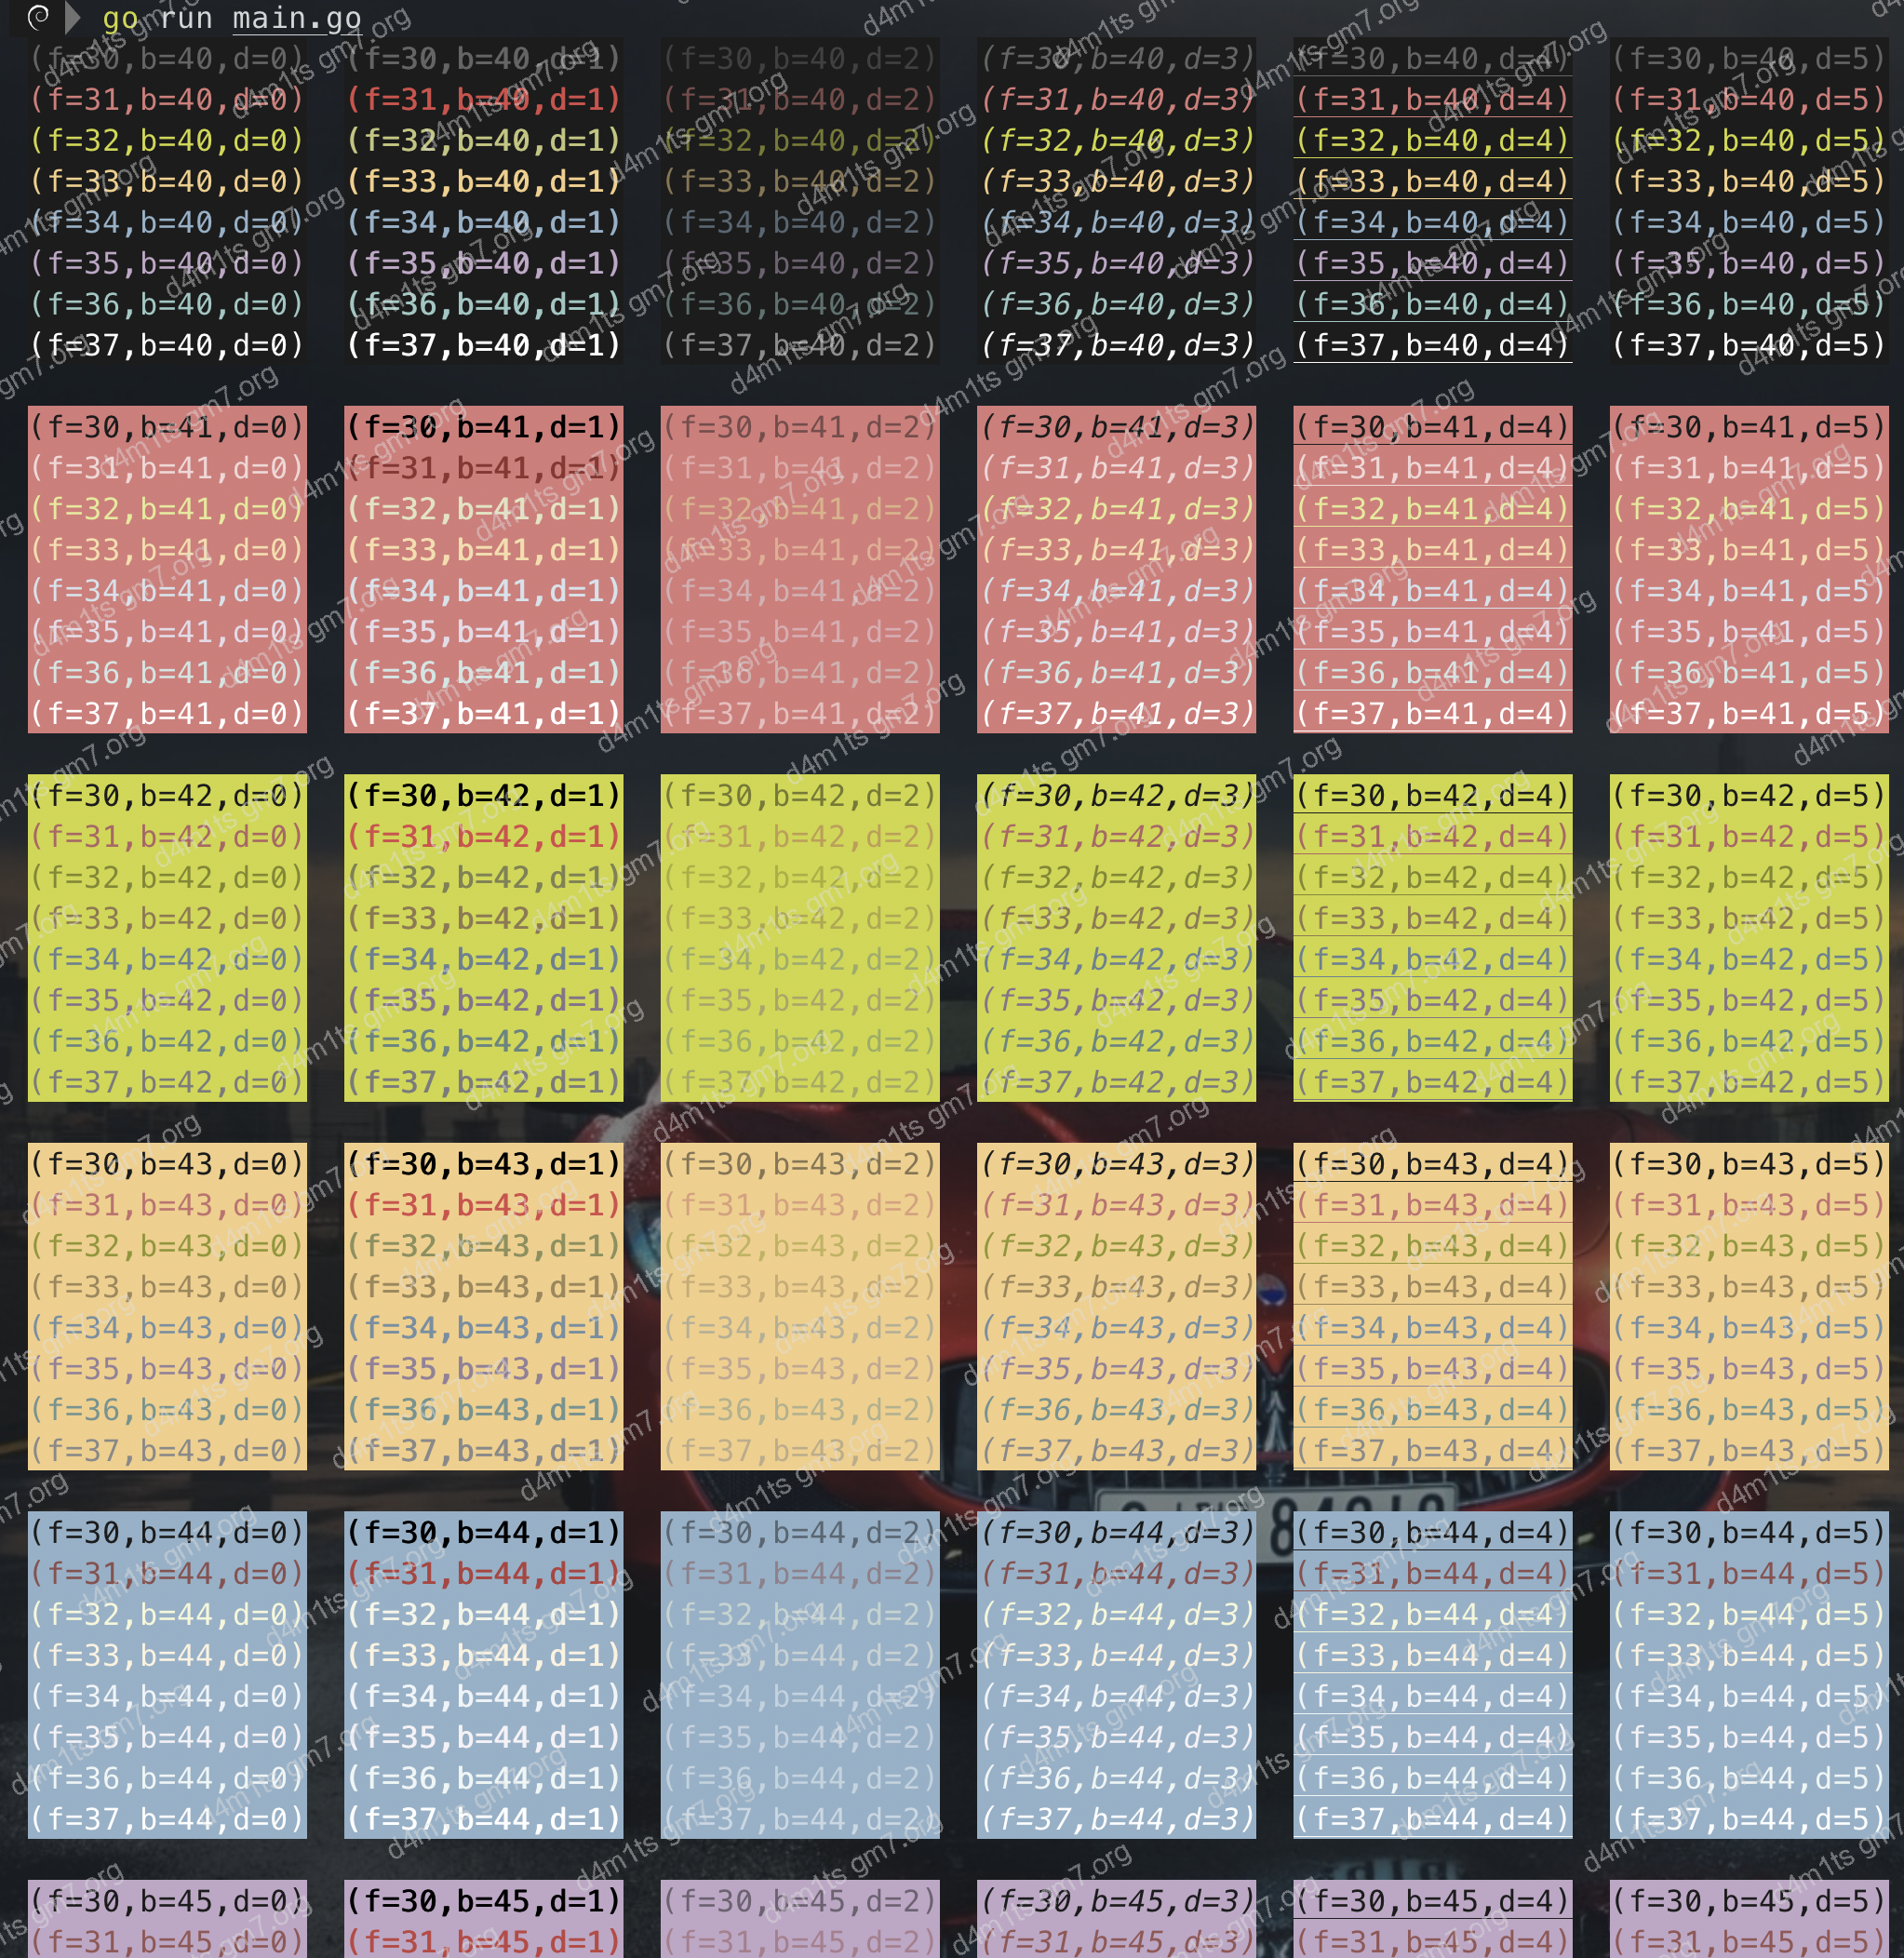 go run main.go
(f=30,b=40,d=0) (f=30,b=40,d=1) (f=30,b=40,d=2) (f=30,b=40,d=3) (f=30,b=40,d=4) (f=30,b=40,d=5)
(f=31,b=40,d=0) (f=31,b=40,d=1) (f=31,b=40,d=2) (f=31,b=40,d=3) (f=31,b=40,d=4) (f=31,b=40,d=5)
(f=32,b=40,d=0) (f=32,b=40,d=1) (f=32,b=40,d=2) (f=32,b=40,d=3) (f=32,b=40,d=4) (f=32,b=40,d=5)
(f=33,b=40,d=0) (f=33,b=40,d=1) (f=33,b=40,d=2) (f=33,b=40,d=3) (f=33,b=40,d=4) (f=33,b=40,d=5)
(f=34,b=40,d=0) (f=34,b=40,d=1) (f=34,b=40,d=2) (f=34,b=40,d=3) (f=34,b=40,d=4) (f=34,b=40,d=5)
(f=35,b=40,d=0) (f=35,b=40,d=1) (f=35,b=40,d=2) (f=35,b=40,d=3) (f=35,b=40,d=4) (f=35,b=40,d=5)
(f=36,b=40,d=0) (f=36,b=40,d=1) (f=36,b=40,d=2) (f=36,b=40,d=3) (f=36,b=40,d=4) (f=36,b=40,d=5)
(f=37,b=40,d=0) (f=37,b=40,d=1) (f=37,b=40,d=2) (f=37,b=40,d=3) (f=37,b=40,d=4) (f=37,b=40,d=5)
(f=30,b=41,d=0) (f=30,b=41,d=1) (f=30,b=41,d=2) (f=30,b=41,d=3) (f=30,b=41,d=4) (f=30,b=41,d=5)
(f=31,b=41,d=0) (f=31,b=41,d=1) (f=31,b=41,d=2) (f=31,b=41,d=3) (f=31,b=41,d=4) (f=31,b=41,d=5)
(f=32,b=41,d=0) (f=32,b=41,d=1) (f=32,b=41,d=2) (f=32,b=41,d=3) (f=32,b=41,d=4) (f=32,b=41,d=5)
(f=33,b=41,d=0) (f=33,b=41,d=1) (f=33,b=41,d=2) (f=33,b=41,d=3) (f=33,b=41,d=4) (f=33,b=41,d=5)
(f=34,b=41,d=0) (f=34,b=41,d=1) (f=34,b=41,d=2) (f=34,b=41,d=3) (f=34,b=41,d=4) (f=34,b=41,d=5)
(f=35,b=41,d=0) (f=35,b=41,d=1) (f=35,b=41,d=2) (f=35,b=41,d=3) (f=35,b=41,d=4) (f=35,b=41,d=5)
(f=36,b=41,d=0) (f=36,b=41,d=1) (f=36,b=41,d=2) (f=36,b=41,d=3) (f=36,b=41,d=4) (f=36,b=41,d=5)
(f=37,b=41,d=0) (f=37,b=41,d=1) (f=37,b=41,d=2) (f=37,b=41,d=3) (f=37,b=41,d=4) (f=37,b=41,d=5)
(f=30,b=42,d=0) (f=30,b=42,d=1) (f=30,b=42,d=2) (f=30,b=42,d=3) (f=30,b=42,d=4) (f=30,b=42,d=5)
(f=31,b=42,d=0) (f=31,b=42,d=1) (f=31,b=42,d=2) (f=31,b=42,d=3) (f=31,b=42,d=4) (f=31,b=42,d=5)
(f=32,b=42,d=0) (f=32,b=42,d=1) (f=32,b=42,d=2) (f=32,b=42,d=3) (f=32,b=42,d=4) (f=32,b=42,d=5)
(f=33,b=42,d=0) (f=33,b=42,d=1) (f=33,b=42,d=2) (f=33,b=42,d=3) (f=33,b=42,d=4) (f=33,b=42,d=5)
(f=34,b=42,d=0) (f=34,b=42,d=1) (f=34,b=42,d=2) (f=34,b=42,d=3) (f=34,b=42,d=4) (f=34,b=42,d=5)
(f=35,b=42,d=0) (f=35,b=42,d=1) (f=35,b=42,d=2) (f=35,b=42,d=3) (f=35,b=42,d=4) (f=35,b=42,d=5)
(f=36,b=42,d=0) (f=36,b=42,d=1) (f=36,b=42,d=2) (f=36,b=42,d=3) (f=36,b=42,d=4) (f=36,b=42,d=5)
(f=37,b=42,d=0) (f=37,b=42,d=1) (f=37,b=42,d=2) (f=37,b=42,d=3) (f=37,b=42,d=4) (f=37,b=42,d=5)
(f=30,b=43,d=0) (f=30,b=43,d=1) (f=30,b=43,d=2) (f=30,b=43,d=3) (f=30,b=43,d=4) (f=30,b=43,d=5)
(f=31,b=43,d=0) (f=31,b=43,d=1) (f=31,b=43,d=2) (f=31,b=43,d=3) (f=31,b=43,d=4) (f=31,b=43,d=5)
(f=32,b=43,d=0) (f=32,b=43,d=1) (f=32,b=43,d=2) (f=32,b=43,d=3) (f=32,b=43,d=4) (f=32,b=43,d=5)
(f=33,b=43,d=0) (f=33,b=43,d=1) (f=33,b=43,d=2) (f=33,b=43,d=3) (f=33,b=43,d=4) (f=33,b=43,d=5)
(f=34,b=43,d=0) (f=34,b=43,d=1) (f=34,b=43,d=2) (f=34,b=43,d=3) (f=34,b=43,d=4) (f=34,b=43,d=5)
(f=35,b=43,d=0) (f=35,b=43,d=1) (f=35,b=43,d=2) (f=35,b=43,d=3) (f=35,b=43,d=4) (f=35,b=43,d=5)
(f=36,b=43,d=0) (f=36,b=43,d=1) (f=36,b=43,d=2) (f=36,b=43,d=3) (f=36,b=43,d=4) (f=36,b=43,d=5)
(f=37,b=43,d=0) (f=37,b=43,d=1) (f=37,b=43,d=2) (f=37,b=43,d=3) (f=37,b=43,d=4) (f=37,b=43,d=5)
(f=30,b=44,d=0) (f=30,b=44,d=1) (f=30,b=44,d=2) (f=30,b=44,d=3) (f=30,b=44,d=4) (f=30,b=44,d=5)
(f=31,b=44,d=0) (f=31,b=44,d=1) (f=31,b=44,d=2) (f=31,b=44,d=3) (f=31,b=44,d=4) (f=31,b=44,d=5)
(f=32,b=44,d=0) (f=32,b=44,d=1) (f=32,b=44,d=2) (f=32,b=44,d=3) (f=32,b=44,d=4) (f=32,b=44,d=5)
(f=33,b=44,d=0) (f=33,b=44,d=1) (f=33,b=44,d=2) (f=33,b=44,d=3) (f=33,b=44,d=4) (f=33,b=44,d=5)
(f=34,b=44,d=0) (f=34,b=44,d=1) (f=34,b=44,d=2) (f=34,b=44,d=3) (f=34,b=44,d=4) (f=34,b=44,d=5)
(f=35,b=44,d=0) (f=35,b=44,d=1) (f=35,b=44,d=2) (f=35,b=44,d=3) (f=35,b=44,d=4) (f=35,b=44,d=5)
(f=36,b=44,d=0) (f=36,b=44,d=1) (f=36,b=44,d=2) (f=36,b=44,d=3) (f=36,b=44,d=4) (f=36,b=44,d=5)
(f=37,b=44,d=0) (f=37,b=44,d=1) (f=37,b=44,d=2) (f=37,b=44,d=3) (f=37,b=44,d=4) (f=37,b=44,d=5)
(f=30,b=45,d=0) (f=30,b=45,d=1) (f=30,b=45,d=2) (f=30,b=45,d=3) (f=30,b=45,d=4) (f=30,b=45,d=5)
(f=31,b=45,d=0) (f=31,b=45,d=1) (f=31,b=45,d=2) (f=31,b=45,d=3) (f=31,b=45,d=4) (f=31,b=45,d=5)
d4m1ts gm7.org